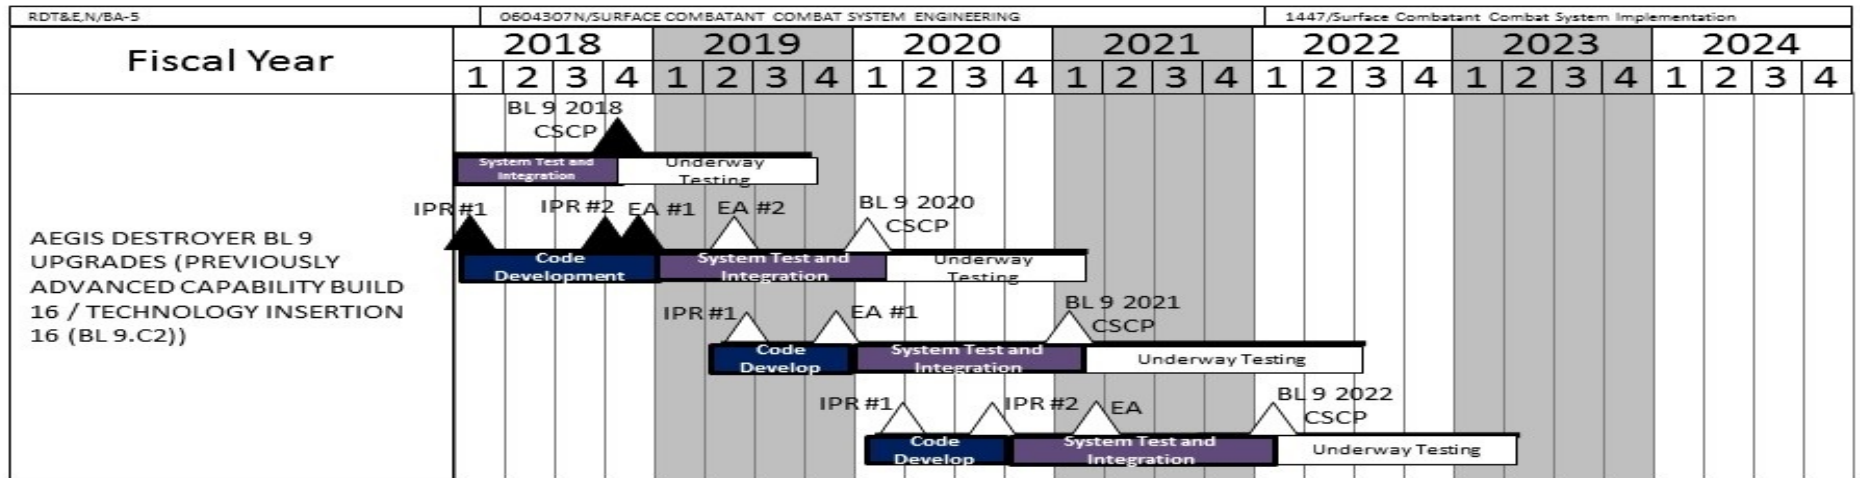 RDT&E,N/BA-5 0604307N/SURFACE COMBATANT COMBAT SYSTEM ENGINEERING 1447/Surface Combatant Combat System Implementation
Fiscal Year 2018 2019 2020 2021 2022 2023 2024
1 2 3 4 1 2 3 4 1 2 3 4 1 2 3 4 1 2 3 4 1 2 3 4 1 2 3 4
AEGIS DESTROYER BL 9
UPGRADES (PREVIOUSLY
ADVANCED CAPABILITY BUILD
16 / TECHNOLOGY INSERTION
16 (BL 9.C2))
BL 9 2018
CSCP
System Test and
Integration
Underway
Testing
IPR #1 IPR #2 EA #1 EA #2 BL 9 2020
CSCP
Code
Development
System Test and
Integration
Underway
Testing
IPR #1 EA #1 BL 9 2021
CSCP
Code
Develop
System Test and
Integration
Underway Testing
IPR #1 IPR #2 EA BL 9 2022
CSCP
Code
Develop
System Test and
Integration
Underway Testing